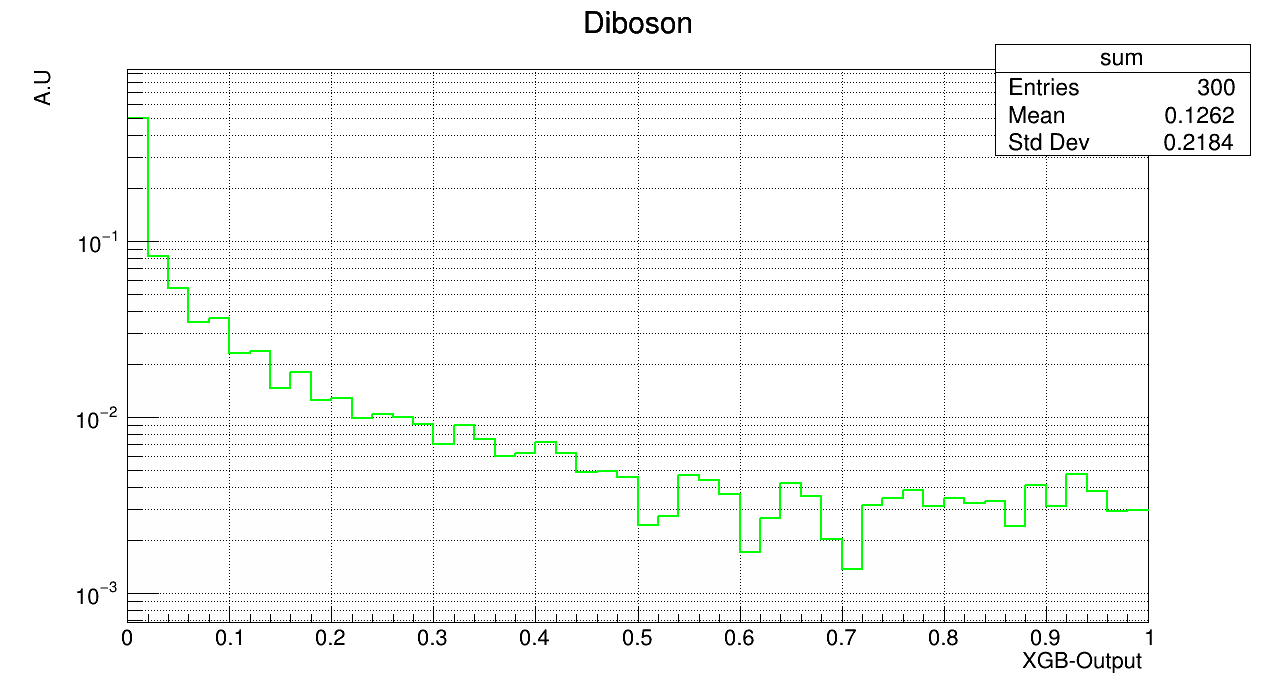 Diboson
A.U
sum
Entries 300
Mean 0.1262
Std Dev 0.2184
10−1
10−2
10−3
0 0.1 0.2 0.3 0.4 0.5 0.6 0.7 0.8 0.9 1
XGB-Output